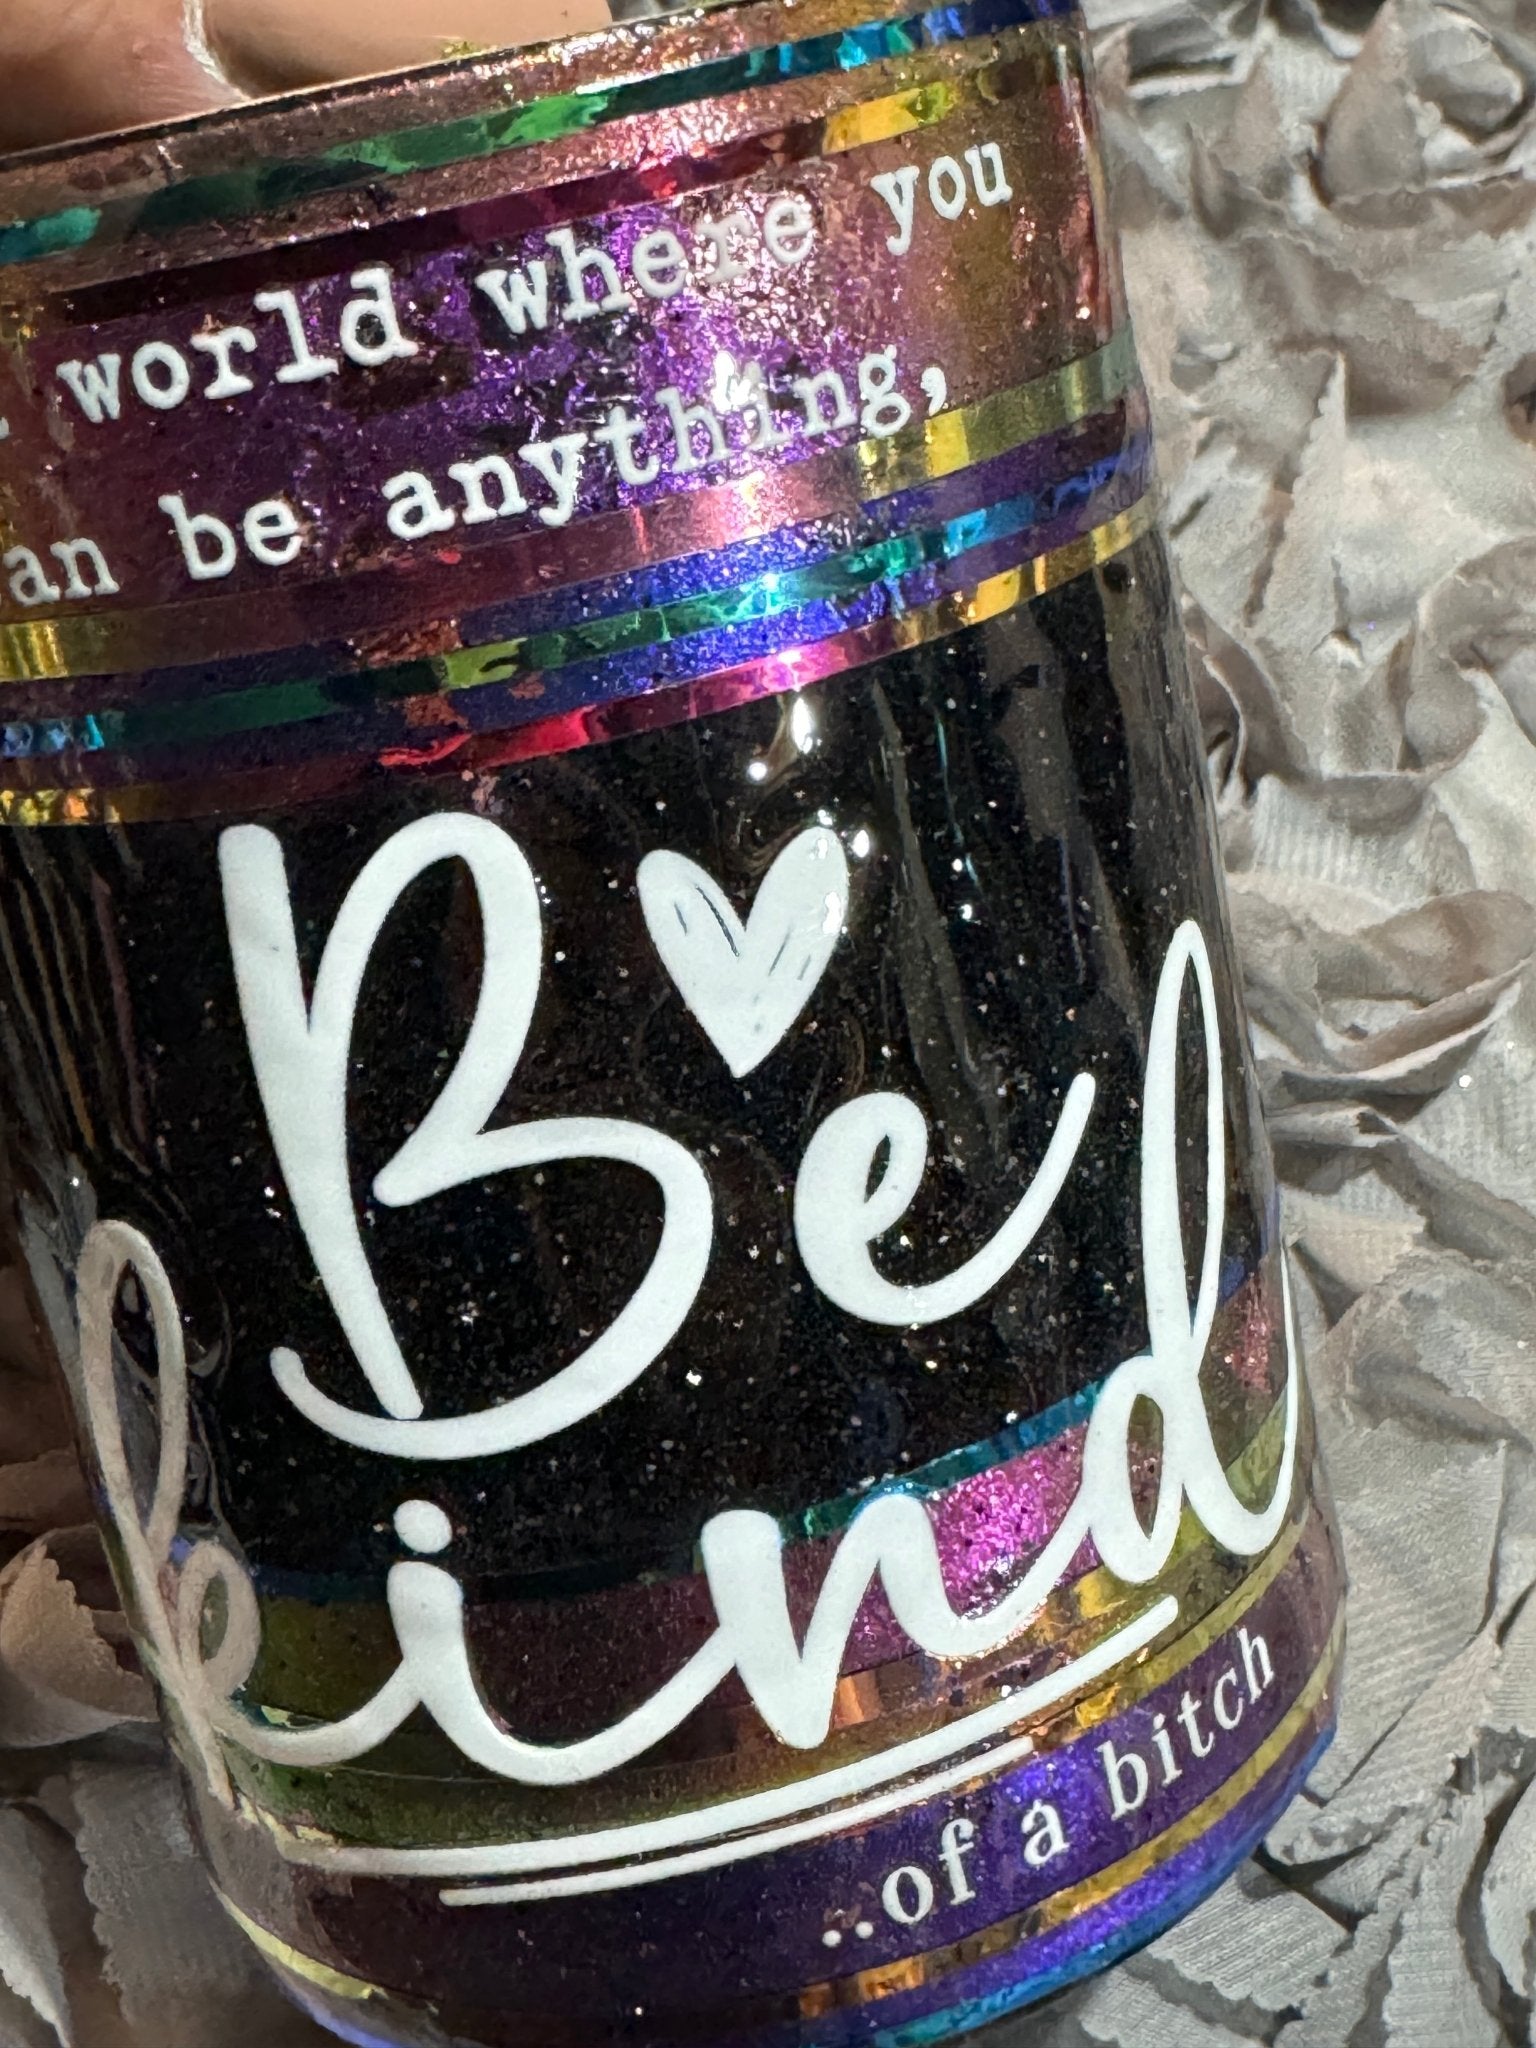 world where you
an be anything,
Be
kind
..of a bitch